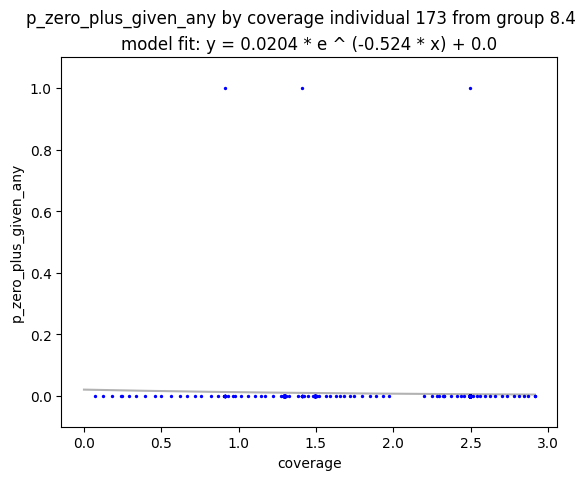 p_zero_plus_given_any by coverage individual 173 from group 8.4
model fit: y = 0.0204 * e ^ (-0.524 * x) + 0.0
1.0
0.8
0.6
0.4
0.2
0.0
p_zero_plus_given_any
0.0 0.5 1.0 1.5 2.0 2.5 3.0
coverage